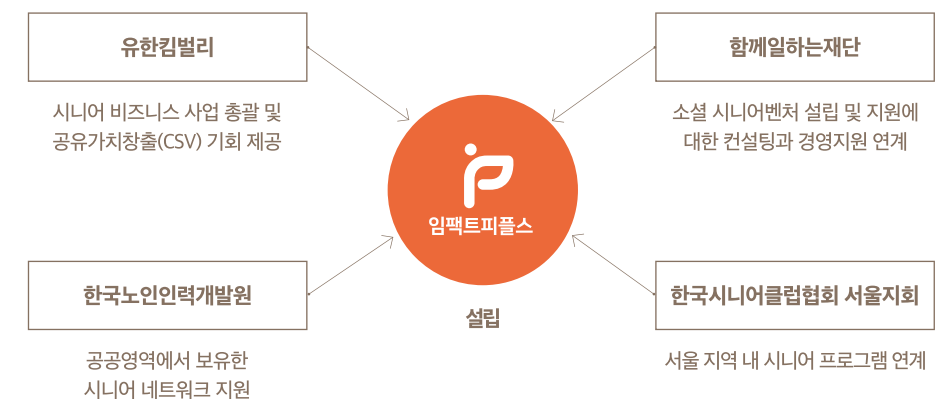 유한킴벌리
시니어 비즈니스 사업 총괄 및
공유가치창출(CSV) 기회 제공
함께일하는재단
소셜 시니어벤처 설립 및 지원에
대한 컨설팅과 경영지원 연계
임팩트피플스
설립
한국노인인력개발원
공공영역에서 보유한
시니어 네트워크 지원
한국시니어클럽협회 서울지회
서울 지역 내 시니어 프로그램 연계